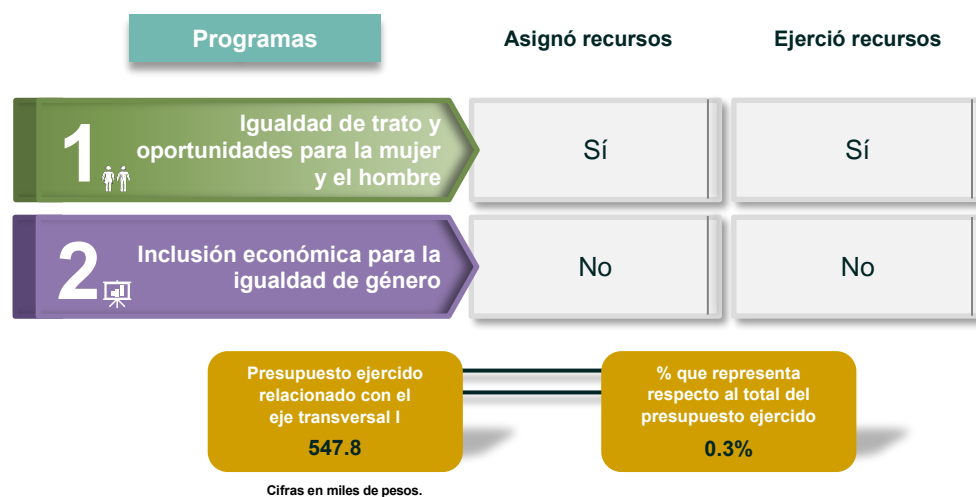 Programas
Asignó recursos
Ejerció recursos
1
Igualdad de trato y
oportunidades para la mujer
y el hombre
Sí
Sí
2
Inclusión económica para la
igualdad de género
No
No
Presupuesto ejercido
relacionado con el
eje transversal I
547.8
% que representa
respecto al total del
presupuesto ejercido
0.3%
Cifras en miles de pesos.